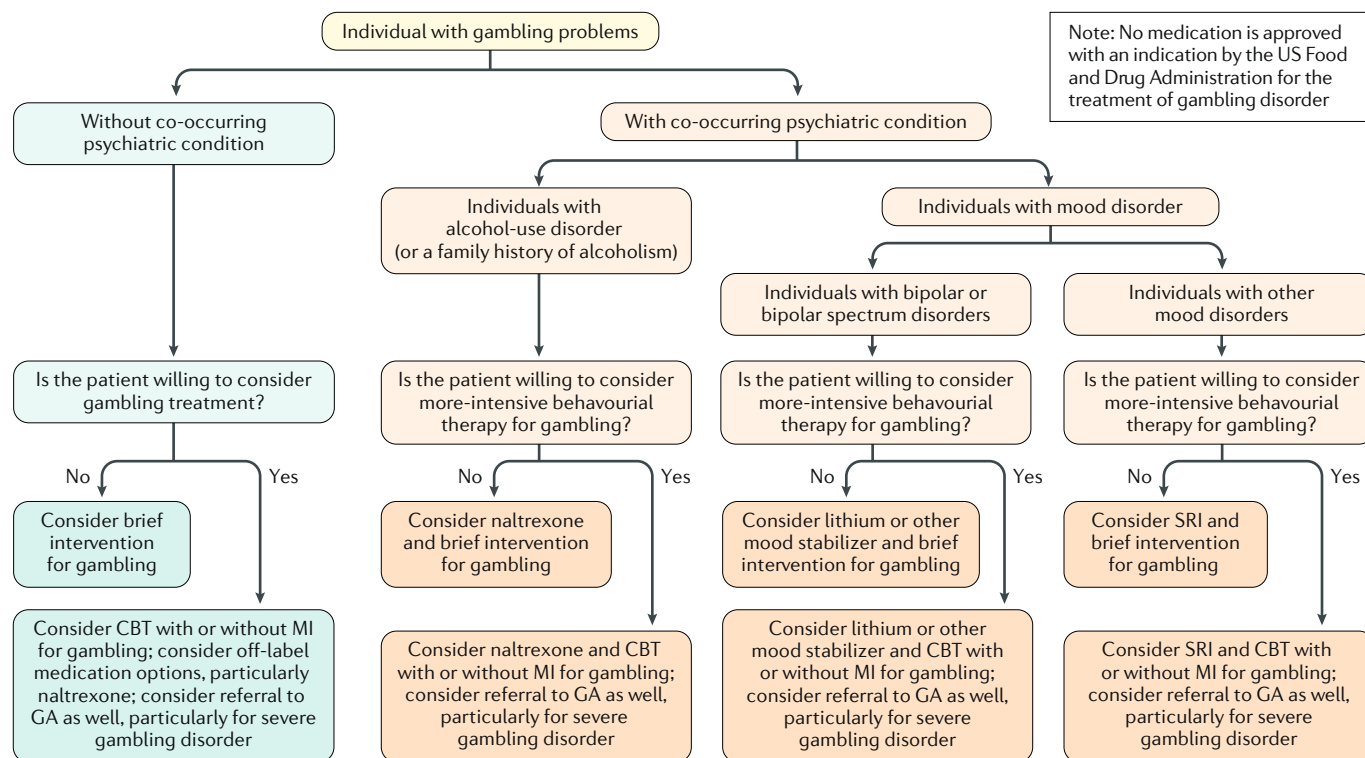 Individual with gambling problems
Note: No medication is approved
with an indication by the US Food
and Drug Administration for the
treatment of gambling disorder
Without co-occurring
psychiatric condition
With co-occurring psychiatric condition
Individuals with
alcohol-use disorder
(or a family history of alcoholism)
Individuals with mood disorder
Individuals with bipolar or
bipolar spectrum disorders
Individuals with other
mood disorders
Is the patient willing to consider
gambling treatment?
Is the patient willing to consider
more-intensive behavourial
therapy for gambling?
Is the patient willing to consider
more-intensive behavourial
therapy for gambling?
Is the patient willing to consider
more-intensive behavourial
therapy for gambling?
No
Yes
No
Yes
No
Yes
No
Yes
Consider brief
intervention
for gambling
Consider naltrexone
and brief intervention
for gambling
Consider lithium or other
mood stabilizer and brief
intervention for gambling
Consider SRI and
brief intervention
for gambling
Consider CBT with or without MI
for gambling; consider off-label
medication options, particularly
naltrexone; consider referral to
GA as well, particularly for severe
gambling disorder
Consider naltrexone and CBT
with or without MI for gambling;
consider referral to GA as well,
particularly for severe
gambling disorder
Consider lithium or other
mood stabilizer and CBT with
or without MI for gambling;
consider referral to GA as well,
particularly for severe
gambling disorder
Consider SRI and CBT with
or without MI for gambling;
consider referral to GA as well,
particularly for severe
gambling disorder